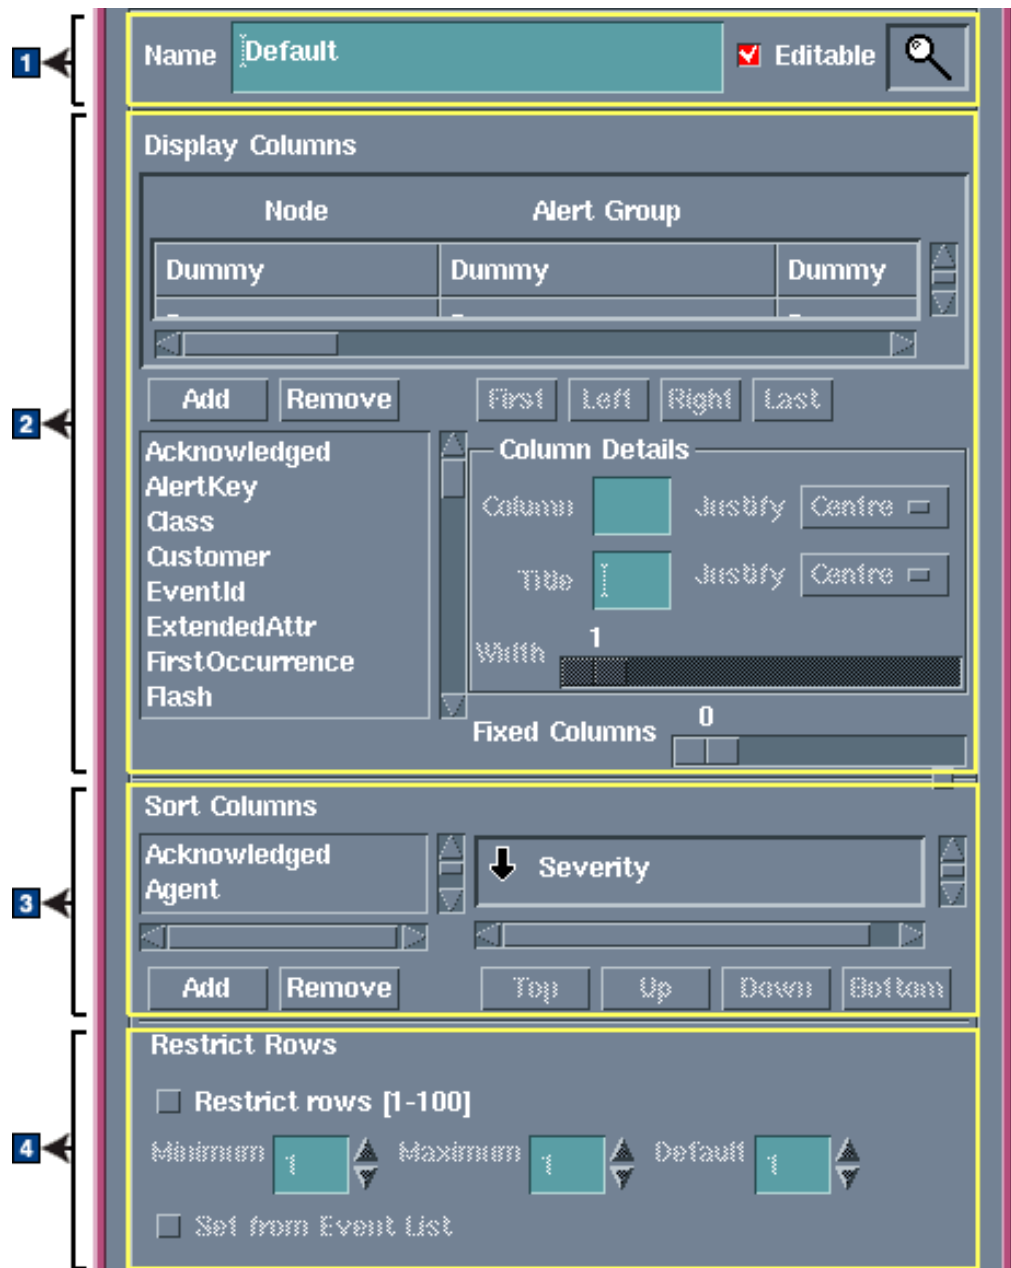 1
Name Default Editable
2
Display Columns
Node Alert Group
Dummy Dummy Dummy
Add Remove First Left Right Last
Acknowledged
AlertKey
Class
Customer
EventId
ExtendedAttr
FirstOccurrence
Flash
Column Details
Column Justify Centre
Title Justify Centre
1
Width
0
Fixed Columns
3
Sort Columns
Acknowledged
Agent
Severity
Add Remove Top Up Down Bottom
4
Restrict Rows
Restrict rows [1-100]
Minimum 1 Maximum 1 Default 1
Set from Event List